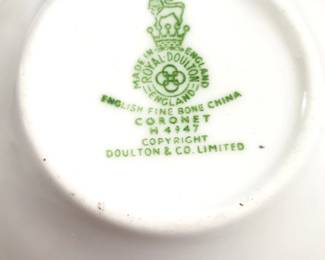 MADE IN ENGLAND
ROYAL DOULTON
ENGLAND
ENGLISH FINE BONE CHINA
CORONET
H 4947
COPYRIGHT
DOULTON & CO. LIMITED